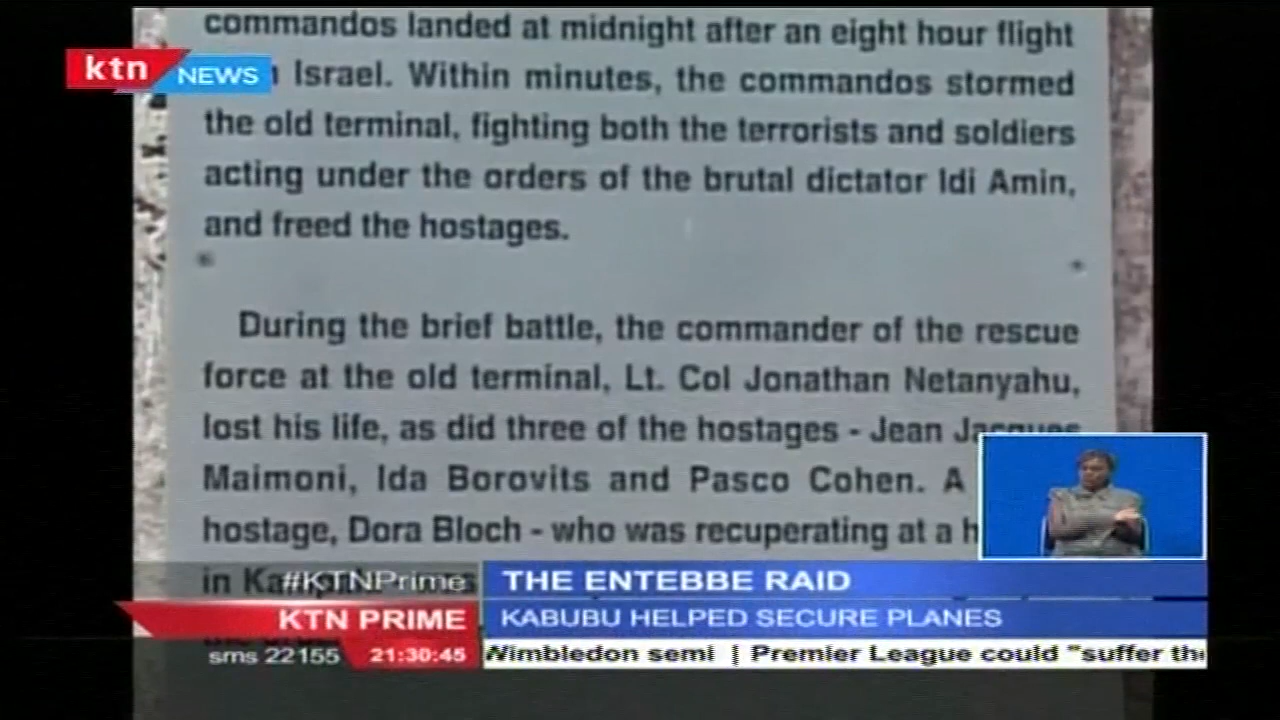 commandos landed at midnight after an eight hour flight
Israel. Within minutes, the commandos stormed
the old terminal, fighting both the terrorists and soldiers
acting under the orders of the brutal dictator Idi Amin,
and freed the hostages.
During the brief battle, the commander of the rescue
force at the old terminal, Lt. Col Jonathan Netanyahu,
lost his life, as did three of the hostages - Jean Jacques
Maimoni, Ida Borovits and Pasco Cohen. A
hostage, Dora Bloch - who was recuperating at a h
in
ktn
NEWS
#KTNPrime
THE ENTEBBE RAID
KTN PRIME
KABUBU HELPED SECURE PLANES
sms 22155
21:30:45
Wimbledon semi | Premier League could "suffer